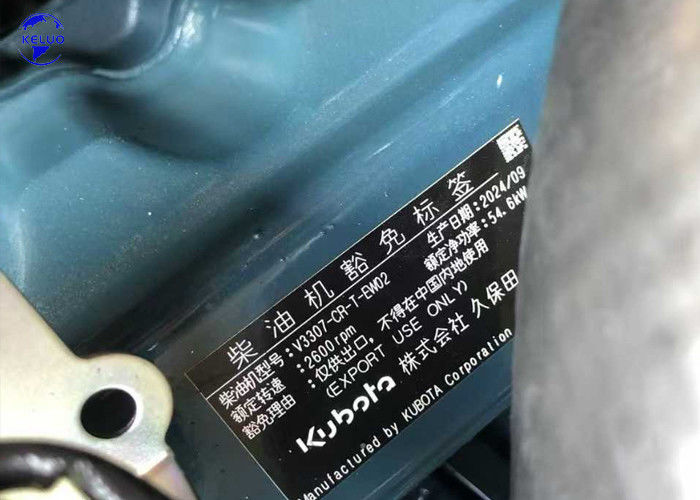 KELUO
柴油机豁免标签
柴油机型号:V3307-CR-T-EW02 生产日期:2024/09
额定转速:2600rpm 额定净功率:54.6kW
豁免理由:仅供出口，不得在中国内地使用
(EXPORT USE ONLY)
Kubota 株式会社 久保田
Manufactured by KUBOTA Corporation